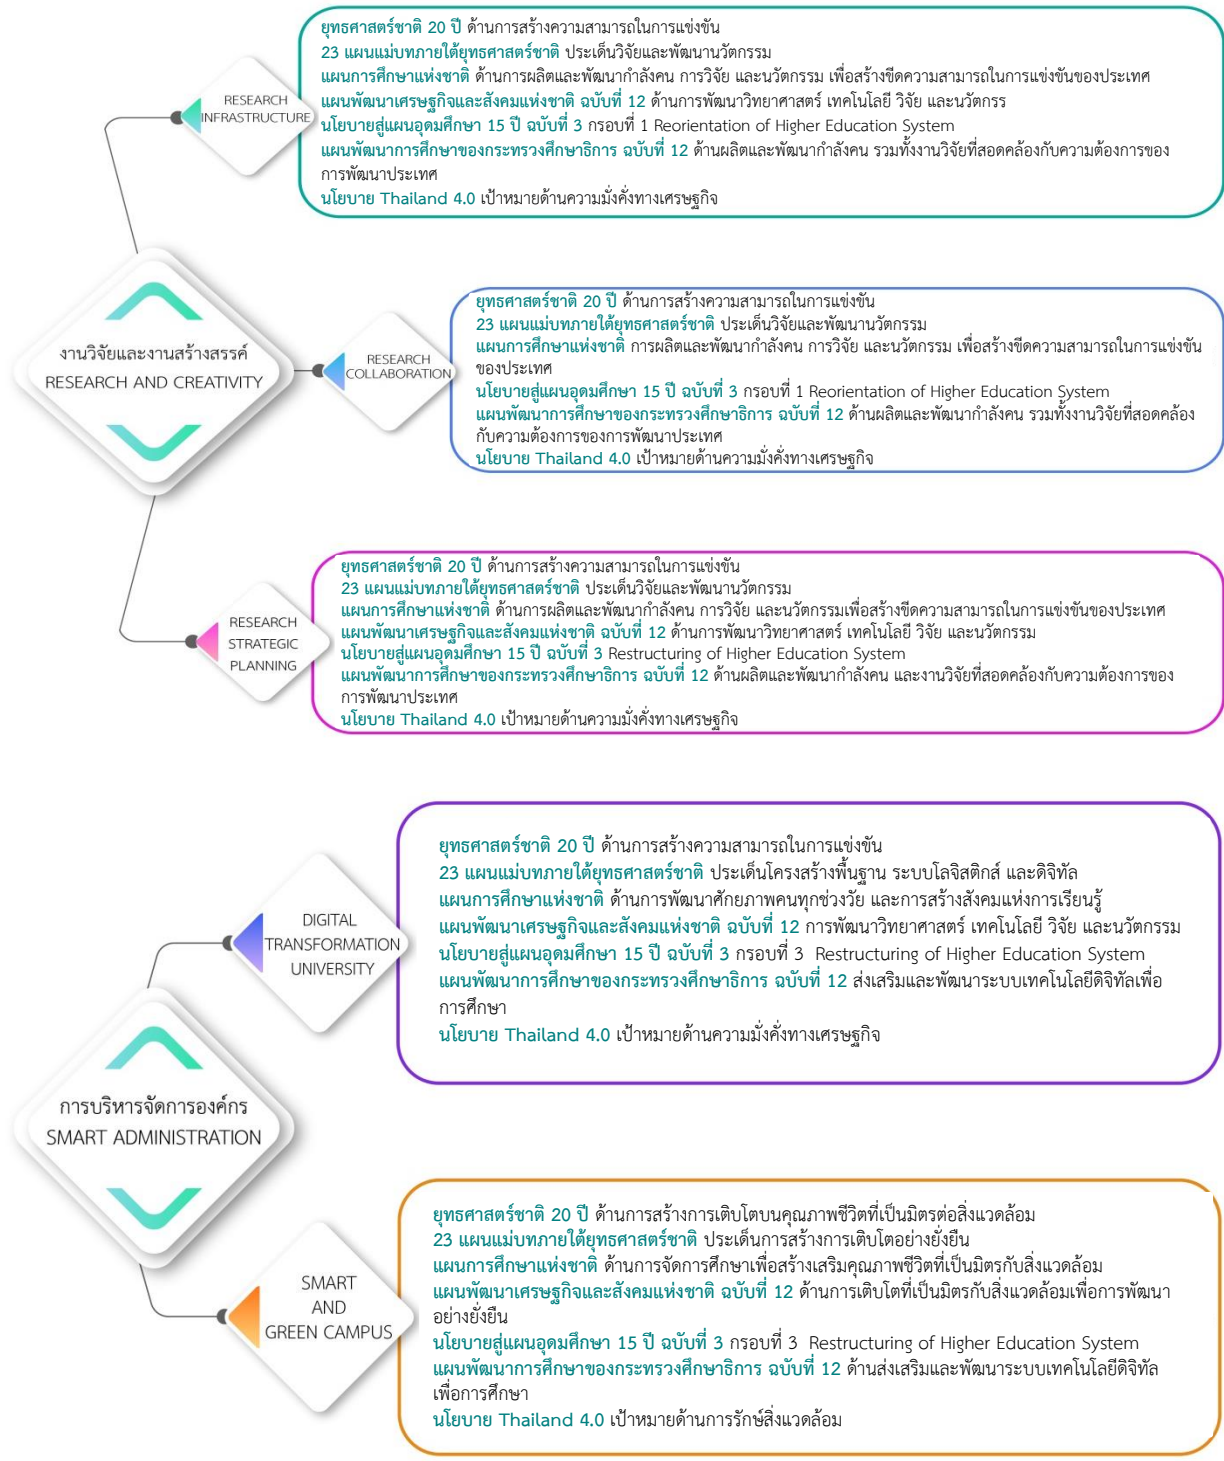 ยุทธศาสตร์ชาติ 20 ปี ด้านการสร้างความสามารถในการแข่งขัน
23 แผนแม่บทภายใต้ยุทธศาสตร์ชาติ ประเด็นวิจัยและพัฒนานวัตกรรม
แผนการศึกษาแห่งชาติ ด้านการผลิตและพัฒนากำลังคน การวิจัย และนวัตกรรม เพื่อสร้างขีดความสามารถในการแข่งขันของประเทศ
แผนพัฒนาเศรษฐกิจและสังคมแห่งชาติ ฉบับที่ 12 ด้านการพัฒนาวิทยาศาสตร์ เทคโนโลยี วิจัย และนวัตกรร
นโยบายสู่แผนอุดมศึกษา 15 ปี ฉบับที่ 3 กรอบที่ 1 Reorientation of Higher Education System
แผนพัฒนาการศึกษาของกระทรวงศึกษาธิการ ฉบับที่ 12 ด้านผลิตและพัฒนากำลังคน รวมทั้งงานวิจัยที่สอดคล้องกับความต้องการของ
การพัฒนาประเทศ
นโยบาย Thailand 4.0 เป้าหมายด้านความมั่งคั่งทางเศรษฐกิจ
RESEARCH
INFRASTRUCTURE
งานวิจัยและงานสร้างสรรค์
RESEARCH AND CREATIVITY
RESEARCH
COLLABORATION
ยุทธศาสตร์ชาติ 20 ปี ด้านการสร้างความสามารถในการแข่งขัน
23 แผนแม่บทภายใต้ยุทธศาสตร์ชาติ ประเด็นวิจัยและพัฒนานวัตกรรม
แผนการศึกษาแห่งชาติ การผลิตและพัฒนากำลังคน การวิจัย และนวัตกรรม เพื่อสร้างขีดความสามารถในการแข่งขัน
ของประเทศ
นโยบายสู่แผนอุดมศึกษา 15 ปี ฉบับที่ 3 กรอบที่ 1 Reorientation of Higher Education System
แผนพัฒนาการศึกษาของกระทรวงศึกษาธิการ ฉบับที่ 12 ด้านผลิตและพัฒนากำลังคน รวมทั้งงานวิจัยที่สอดคล้อง
กับความต้องการของการพัฒนาประเทศ
นโยบาย Thailand 4.0 เป้าหมายด้านความมั่งคั่งทางเศรษฐกิจ
RESEARCH
STRATEGIC
PLANNING
ยุทธศาสตร์ชาติ 20 ปี ด้านการสร้างความสามารถในการแข่งขัน
23 แผนแม่บทภายใต้ยุทธศาสตร์ชาติ ประเด็นวิจัยและพัฒนานวัตกรรม
แผนการศึกษาแห่งชาติ ด้านการผลิตและพัฒนากำลังคน การวิจัย และนวัตกรรมเพื่อสร้างขีดความสามารถในการแข่งขันของประเทศ
แผนพัฒนาเศรษฐกิจและสังคมแห่งชาติ ฉบับที่ 12 ด้านการพัฒนาวิทยาศาสตร์ เทคโนโลยี วิจัย และนวัตกรรม
นโยบายสู่แผนอุดมศึกษา 15 ปี ฉบับที่ 3 Restructuring of Higher Education System
แผนพัฒนาการศึกษาของกระทรวงศึกษาธิการ ฉบับที่ 12 ด้านผลิตและพัฒนากำลังคน และงานวิจัยที่สอดคล้องกับความต้องการของ
การพัฒนาประเทศ
นโยบาย Thailand 4.0 เป้าหมายด้านความมั่งคั่งทางเศรษฐกิจ
DIGITAL
TRANSFORMATION
UNIVERSITY
ยุทธศาสตร์ชาติ 20 ปี ด้านการสร้างความสามารถในการแข่งขัน
23 แผนแม่บทภายใต้ยุทธศาสตร์ชาติ ประเด็นโครงสร้างพื้นฐาน ระบบโลจิสติกส์ และดิจิทัล
แผนการศึกษาแห่งชาติ ด้านการพัฒนาศักยภาพคนทุกช่วงวัย และการสร้างสังคมแห่งการเรียนรู้
แผนพัฒนาเศรษฐกิจและสังคมแห่งชาติ ฉบับที่ 12 การพัฒนาวิทยาศาสตร์ เทคโนโลยี วิจัย และนวัตกรรม
นโยบายสู่แผนอุดมศึกษา 15 ปี ฉบับที่ 3 กรอบที่ 3 Restructuring of Higher Education System
แผนพัฒนาการศึกษาของกระทรวงศึกษาธิการ ฉบับที่ 12 ส่งเสริมและพัฒนาระบบเทคโนโลยีดิจิทัลเพื่อ
การศึกษา
นโยบาย Thailand 4.0 เป้าหมายด้านความมั่งคั่งทางเศรษฐกิจ
การบริหารจัดการองค์กร
SMART ADMINISTRATION
SMART
AND
GREEN CAMPUS
ยุทธศาสตร์ชาติ 20 ปี ด้านการสร้างการเติบโตบนคุณภาพชีวิตที่เป็นมิตรต่อสิ่งแวดล้อม
23 แผนแม่บทภายใต้ยุทธศาสตร์ชาติ ประเด็นการสร้างการเติบโตอย่างยั่งยืน
แผนการศึกษาแห่งชาติ ด้านการจัดการศึกษาเพื่อสร้างเสริมคุณภาพชีวิตที่เป็นมิตรกับสิ่งแวดล้อม
แผนพัฒนาเศรษฐกิจและสังคมแห่งชาติ ฉบับที่ 12 ด้านการเติบโตที่เป็นมิตรกับสิ่งแวดล้อมเพื่อการพัฒนา
อย่างยั่งยืน
นโยบายสู่แผนอุดมศึกษา 15 ปี ฉบับที่ 3 กรอบที่ 3 Restructuring of Higher Education System
แผนพัฒนาการศึกษาของกระทรวงศึกษาธิการ ฉบับที่ 12 ด้านส่งเสริมและพัฒนาระบบเทคโนโลยีดิจิทัล
เพื่อการศึกษา
นโยบาย Thailand 4.0 เป้าหมายด้านการรักษ์สิ่งแวดล้อม